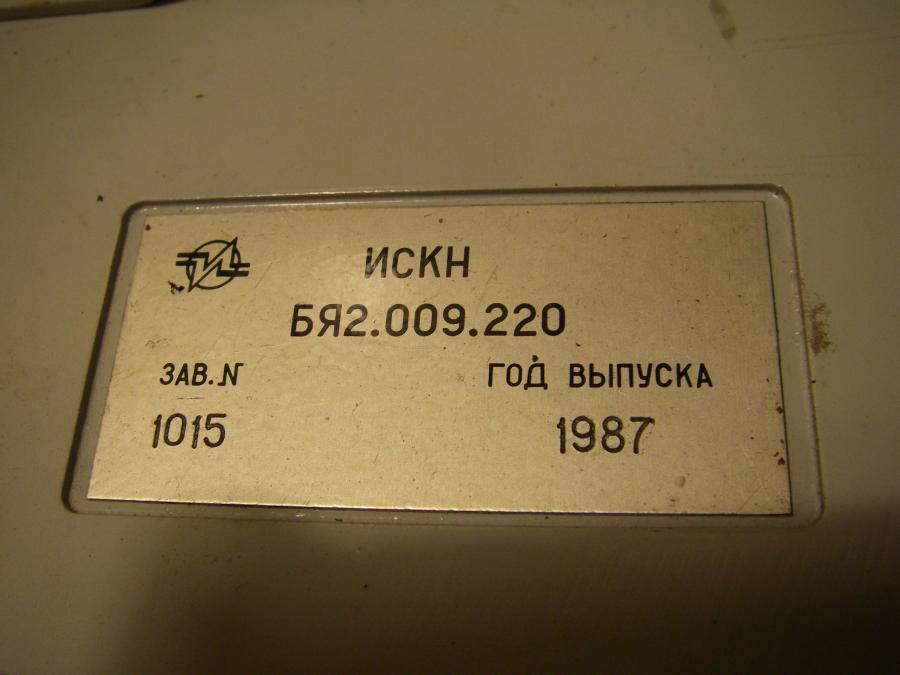 ИСКН
БЯ2.009.220
ЗАВ.N ГОД ВЫПУСКА
1015 1987